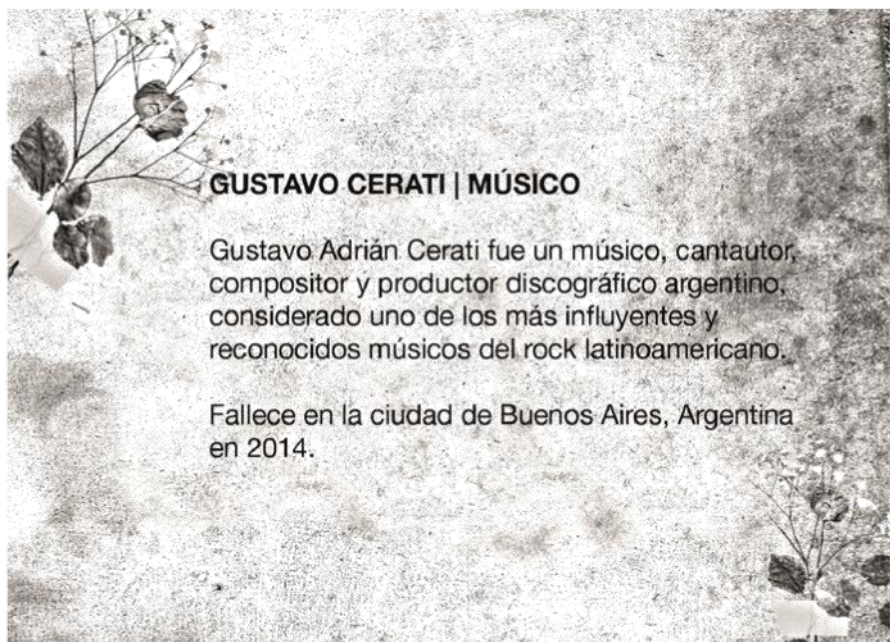 GUSTAVO CERATI | MÚSICO
Gustavo Adrián Cerati fue un músico, cantautor,
compositor y productor discográfico argentino,
considerado uno de los más influyentes y
reconocidos músicos del rock latinoamericano.
Fallece en la ciudad de Buenos Aires, Argentina
en 2014.